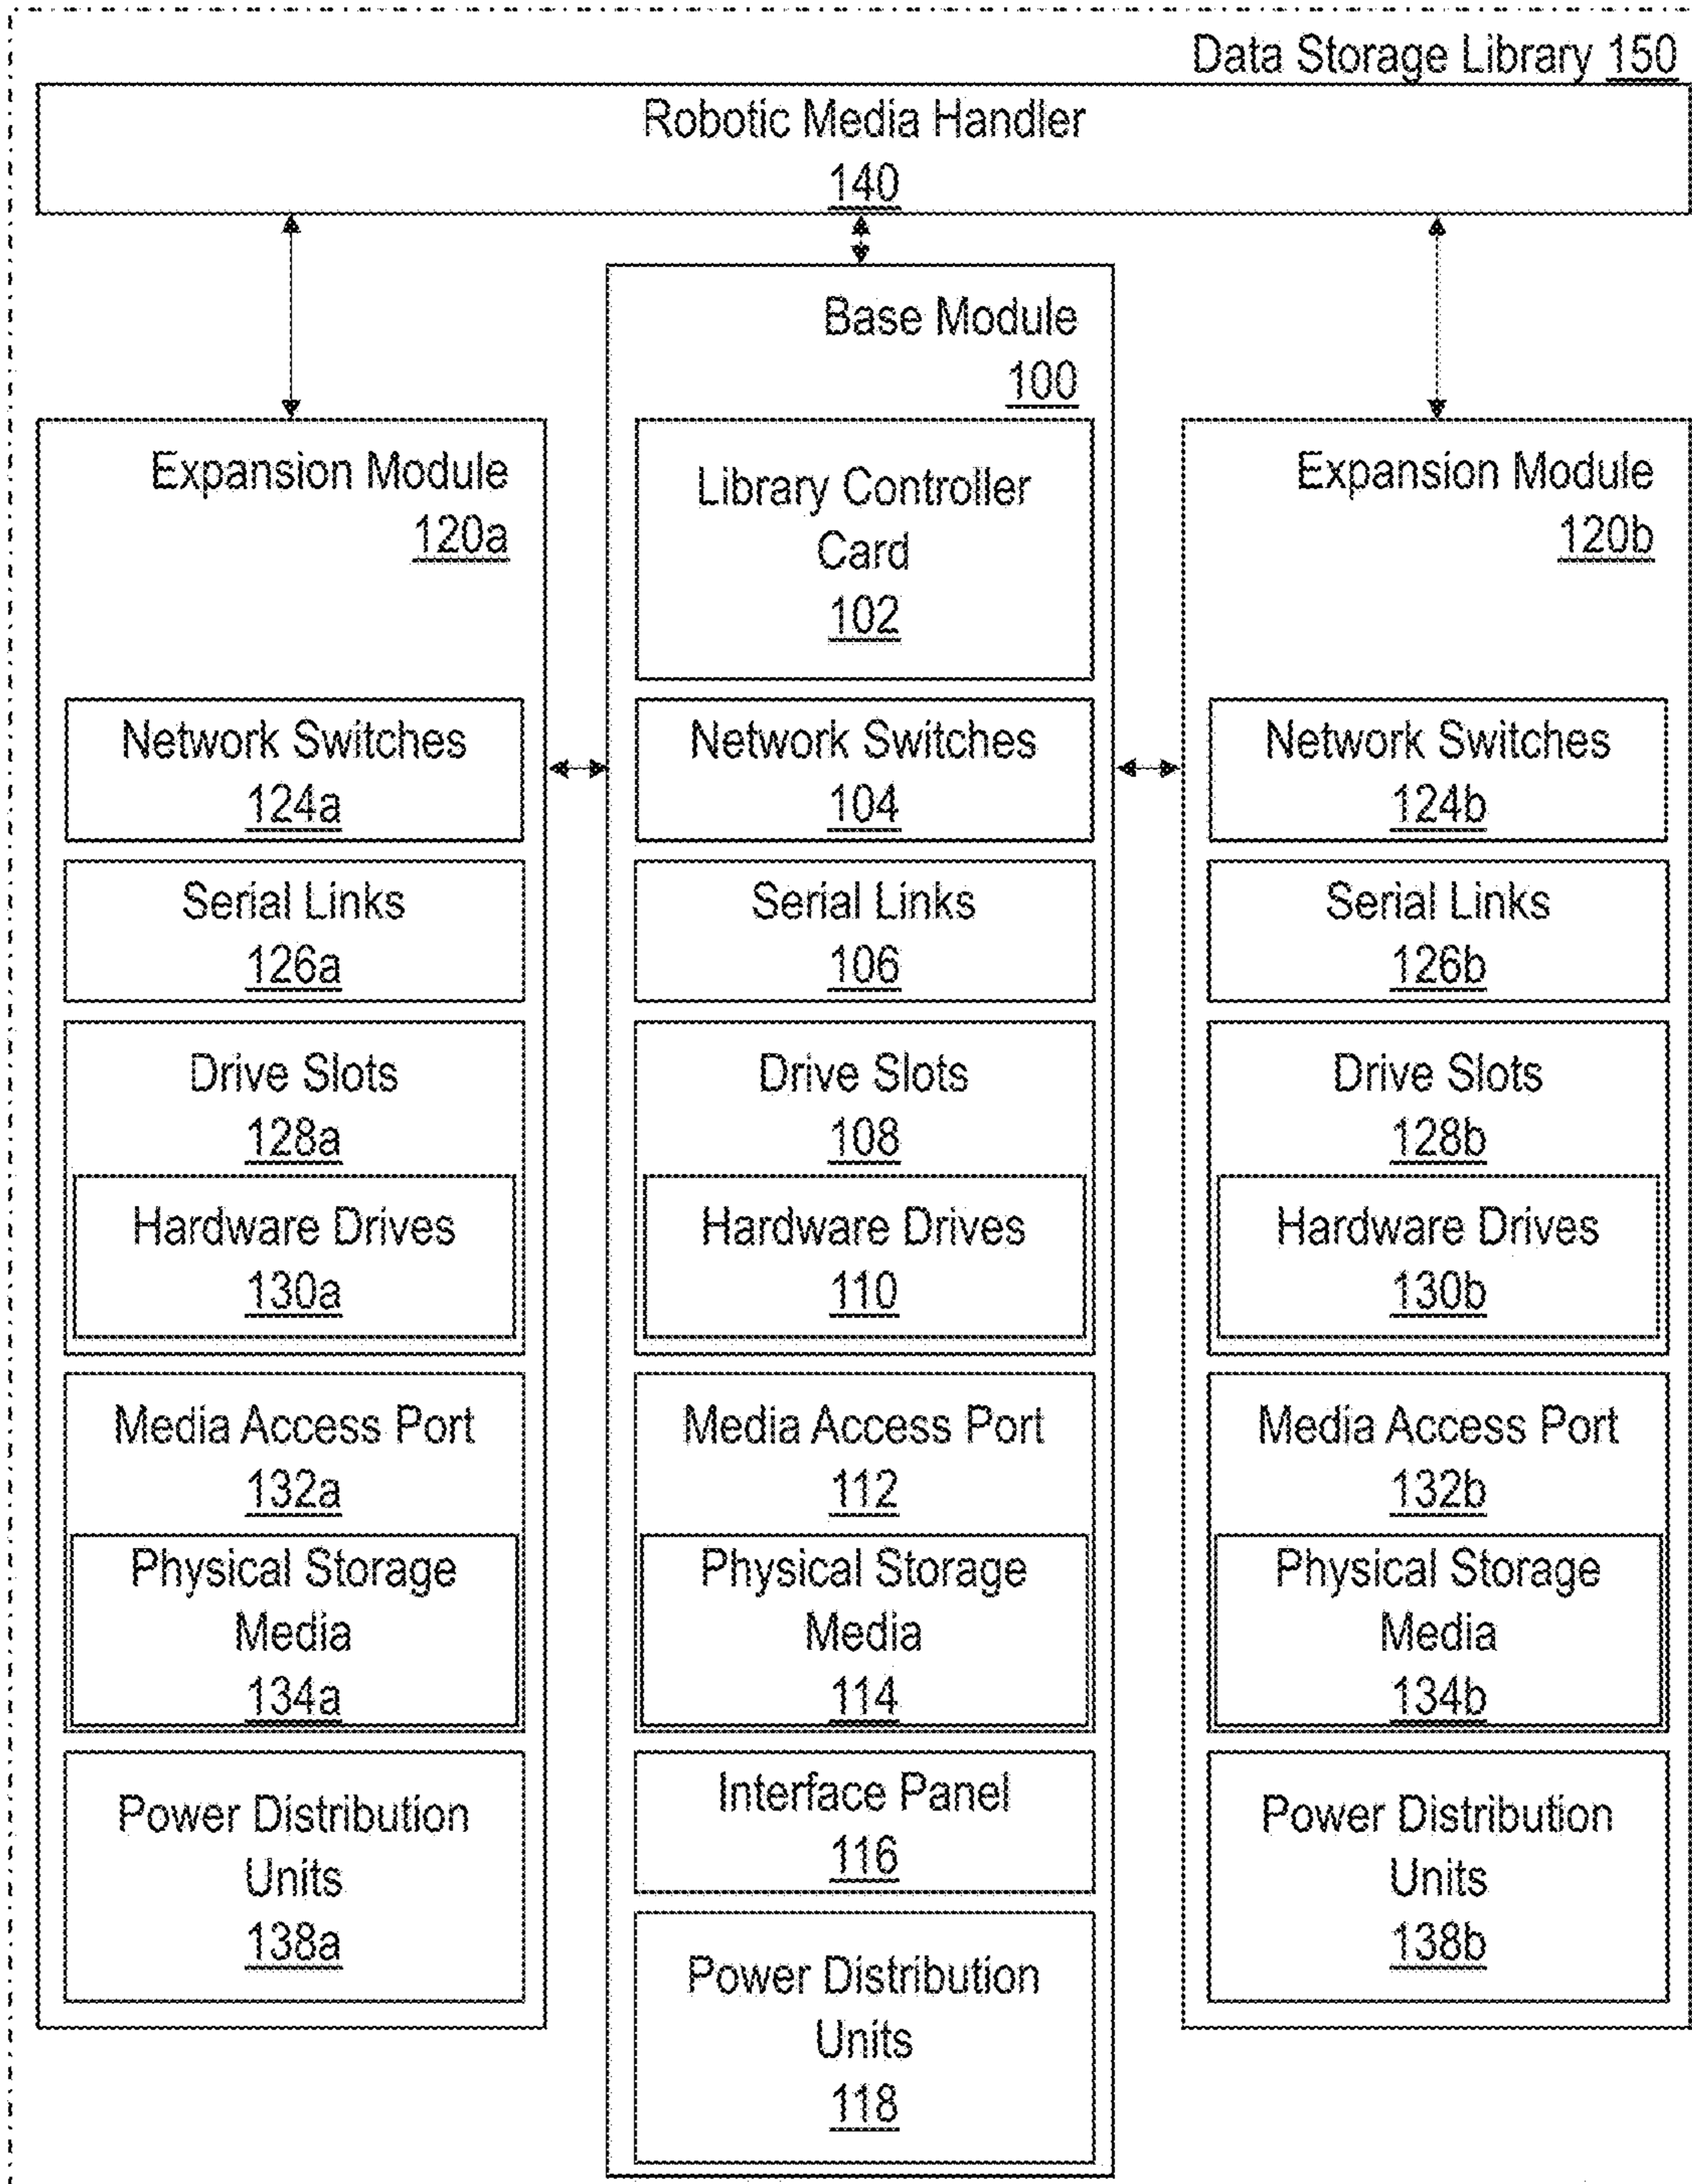 Data Storage Library 150
Robotic Media Handler
140
Base Module
100
Library Controller
Card
102
Network Switches
104
Serial Links
106
Drive Slots
108
Hardware Drives
110
Media Access Port
112
Physical Storage
Media
114
Interface Panel
116
Power Distribution
Units
118
Expansion Module
120a
Network Switches
124a
Serial Links
126a
Drive Slots
128a
Hardware Drives
130a
Media Access Port
132a
Physical Storage
Media
134a
Power Distribution
Units
138a
Expansion Module
120b
Network Switches
124b
Serial Links
126b
Drive Slots
128b
Hardware Drives
130b
Media Access Port
132b
Physical Storage
Media
134b
Power Distribution
Units
138b